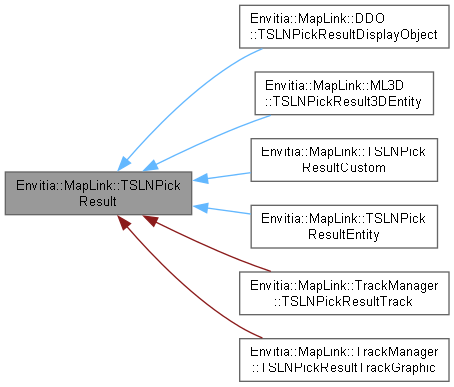 Envitia::MapLink::DDO
::TSLNPickResultDisplayObject
Envitia::MapLink::ML3D
::TSLNPickResult3DEntity
Envitia::MapLink::TSLNPick
ResultCustom
Envitia::MapLink::TSLNPick
Result
Envitia::MapLink::TSLNPick
ResultEntity
Envitia::MapLink::TrackManager
::TSLNPickResultTrack
Envitia::MapLink::TrackManager
::TSLNPickResultTrackGraphic